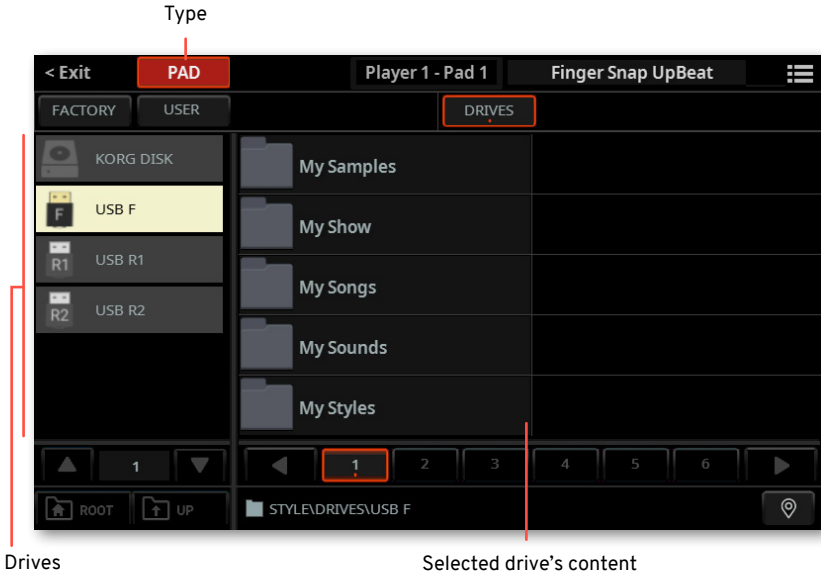 Type
< Exit PAD Player 1 - Pad 1 Finger Snap UpBeat
FACTORY USER DRIVES
KORG DISK
My Samples
F USB F
My Show
R1 USB R1
My Songs
R2 USB R2
My Sounds
My Styles
1 1 2 3 4 5 6
ROOT UP STYLE\DRIVES\USB F
Drives Selected drive's content